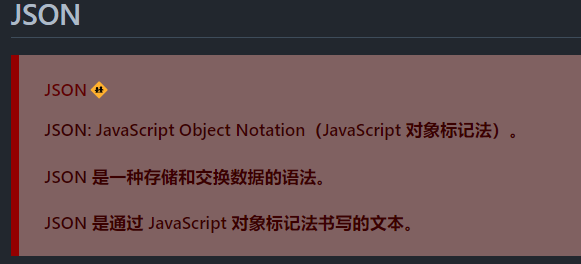 JSON
JSON
JSON: JavaScript Object Notation（JavaScript 对象标记法）。
JSON 是一种存储和交换数据的语法。
JSON 是通过 JavaScript 对象标记法书写的文本。